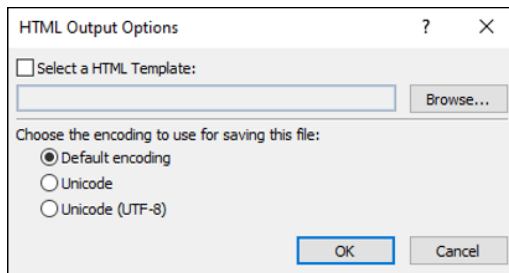 HTML Output Options ? X
Select a HTML Template:
Browse...
Choose the encoding to use for saving this file:
Default encoding
Unicode
Unicode (UTF-8)
OK Cancel